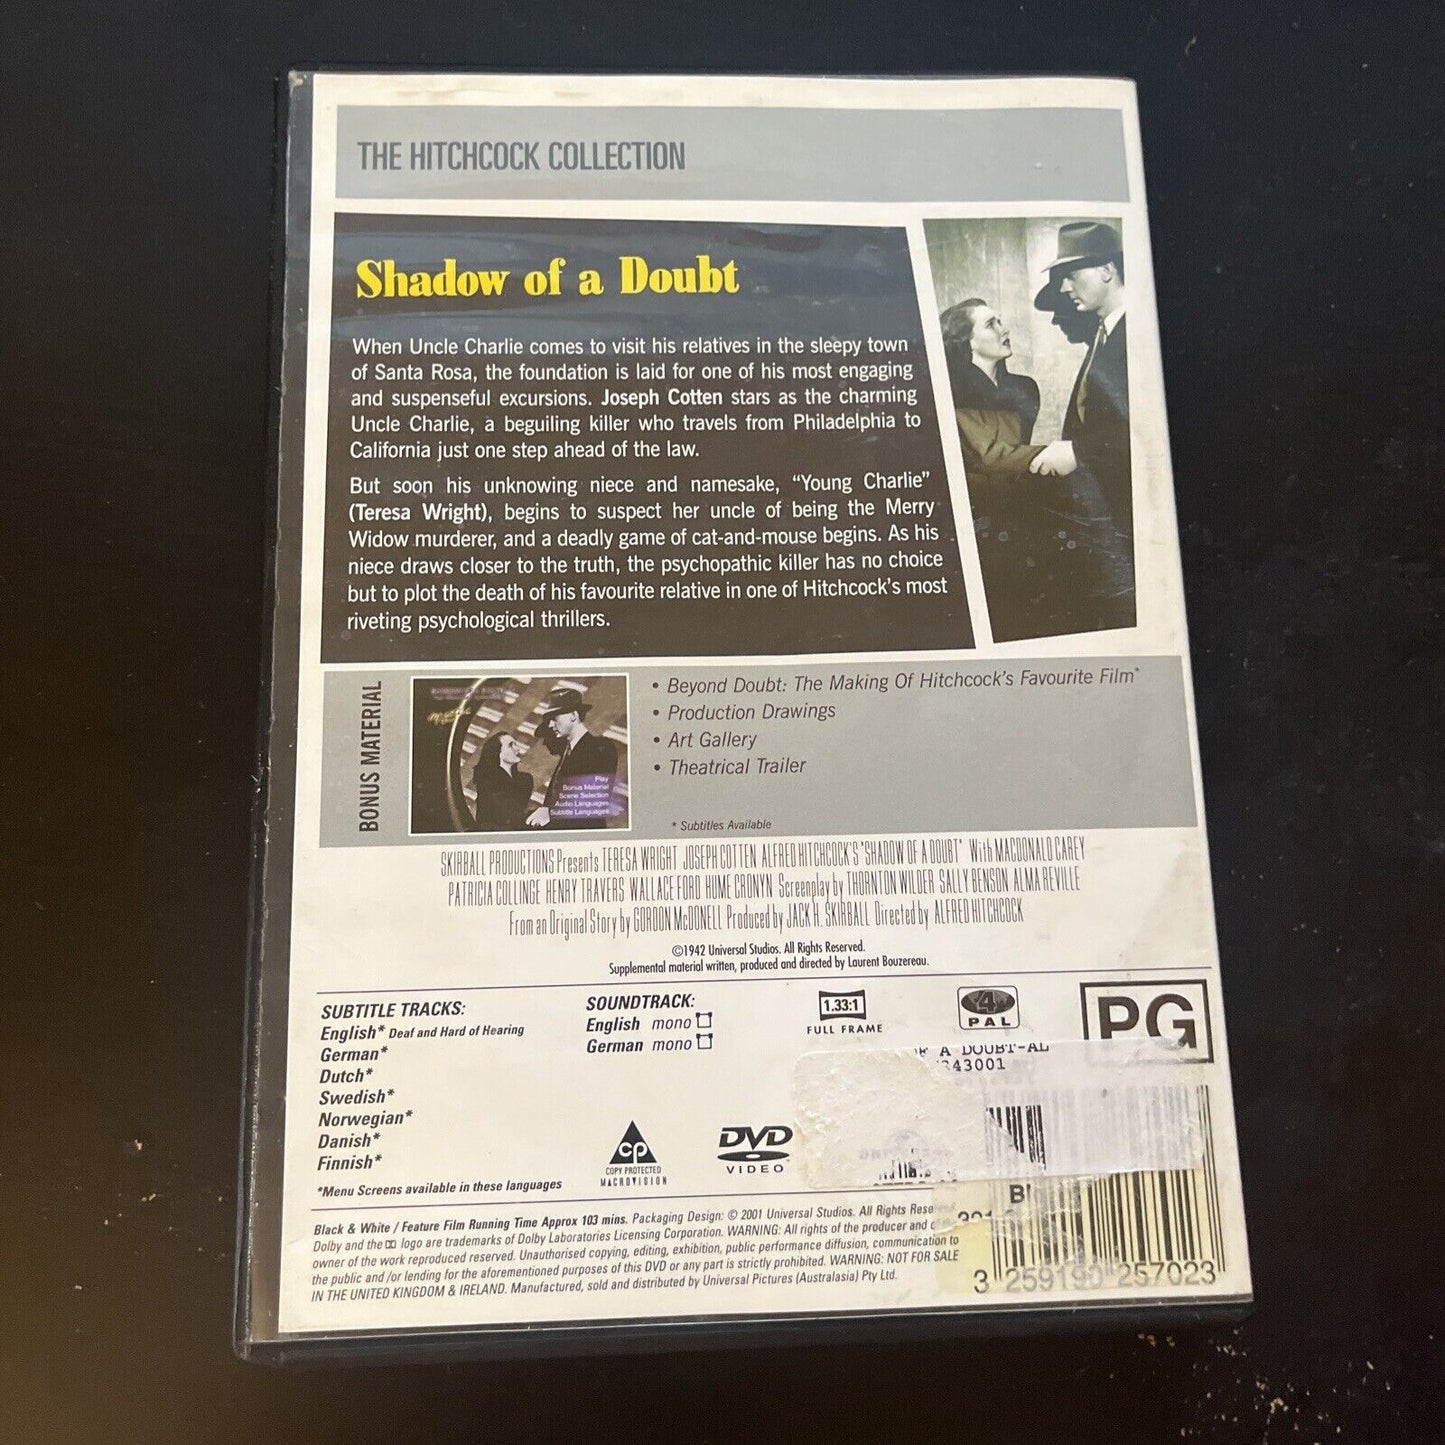 THE HITCHCOCK COLLECTION
Shadow of a Doubt
When Uncle Charlie comes to visit his relatives in the sleepy town
of Santa Rosa, the foundation is laid for one of his most engaging
and suspenseful excursions. Joseph Cotten stars as the charming
Uncle Charlie, a beguiling killer who travels from Philadelphia to
California just one step ahead of the law.
But soon his unknowing niece and namesake, “Young Charlie”
(Teresa Wright), begins to suspect her uncle of being the Merry
Widow murderer, and a deadly game of cat-and-mouse begins. As his
niece draws closer to the truth, the psychopathic killer has no choice
but to plot the death of his favourite relative in one of Hitchcock’s most
riveting psychological thrillers.
BONUS MATERIAL
Play
Bonus Material
Scene Selection
Audio Languages
Subtitle Languages
• Beyond Doubt: The Making Of Hitchcock’s Favourite Film*
• Production Drawings
• Art Gallery
• Theatrical Trailer
* Subtitles Available
SKIRBALL PRODUCTIONS Presents TERESA WRIGHT JOSEPH COTTEN ALFRED HITCHCOCK'S "SHADOW OF A DOUBT" With MACDONALD CAREY
PATRICIA COLLINGE HENRY TRAVERS WALLACE FORD HUME CRONYN Screenplay by THORNTON WILDER SALLY BENSON ALMA REVILLE
From an Original Story by GORDON McDONELL Produced by JACK H. SKIRBALL Directed by ALFRED HITCHCOCK
©1942 Universal Studios. All Rights Reserved.
Supplemental material written, produced and directed by Laurent Bouzereau.
SUBTITLE TRACKS:
English* Deaf and Hard of Hearing
German*
Dutch*
Swedish*
Norwegian*
Danish*
Finnish*
*Menu Screens available in these languages
SOUNDTRACK:
English mono
German mono
1.33:1
FULL FRAME
4
PAL
PG
A DOUBT-AL
43001
CP
COPY PROTECTED
MACROVISION
DVD
VIDEO
Black & White / Feature Film Running Time Approx 103 mins. Packaging Design: © 2001 Universal Studios. All Rights
Dolby and the logo are trademarks of Dolby Laboratories Licensing Corporation. WARNING: All rights of the producer and
owner of the work reproduced reserved. Unauthorised copying, editing, exhibition, public performance diffusion, communication to
the public and /or lending for the aforementioned purposes of this DVD or any part is strictly prohibited. WARNING: NOT FOR SALE
IN THE UNITED KINGDOM & IRELAND. Manufactured, sold and distributed by Universal Pictures (Australasia) Pty Ltd.
3 259190 257023